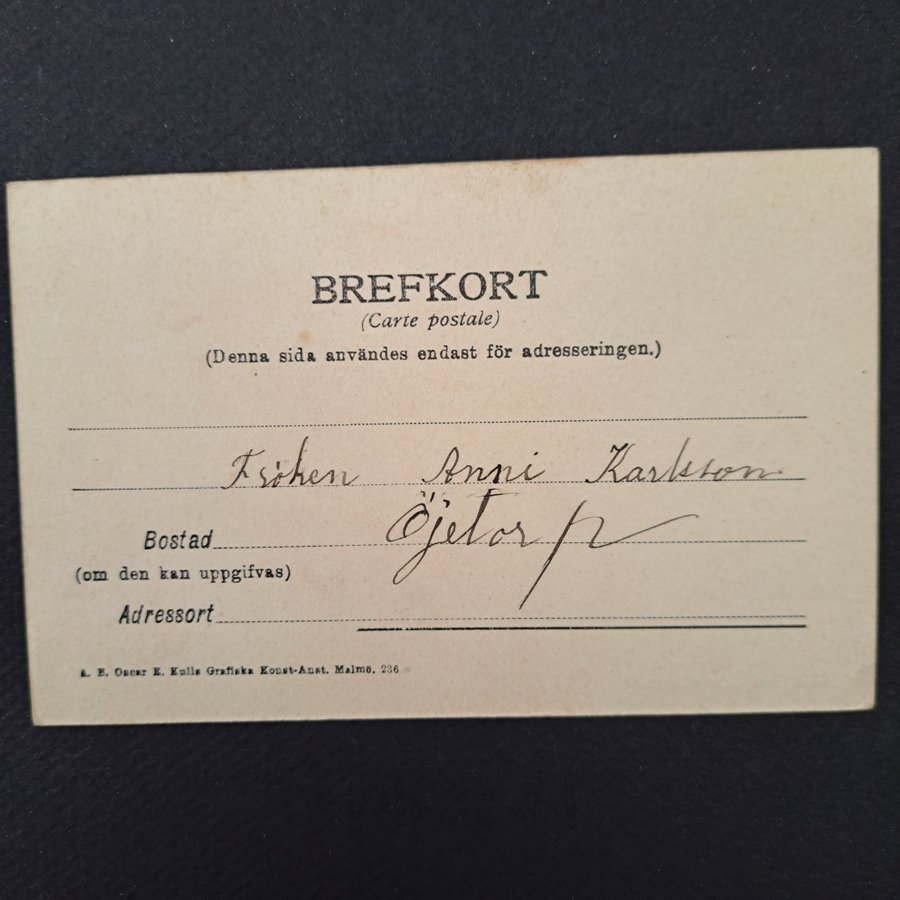 BREFKORT
(Carte postale)
(Denna sida användes endast för adresseringen.)
Fröken Anni Karlsson
Bostad Öjetorp
(om den kan uppgifvas)
Adressort
A. B. Oscar E. Kulls Grafiska Konst-Anst. Malmö. 236